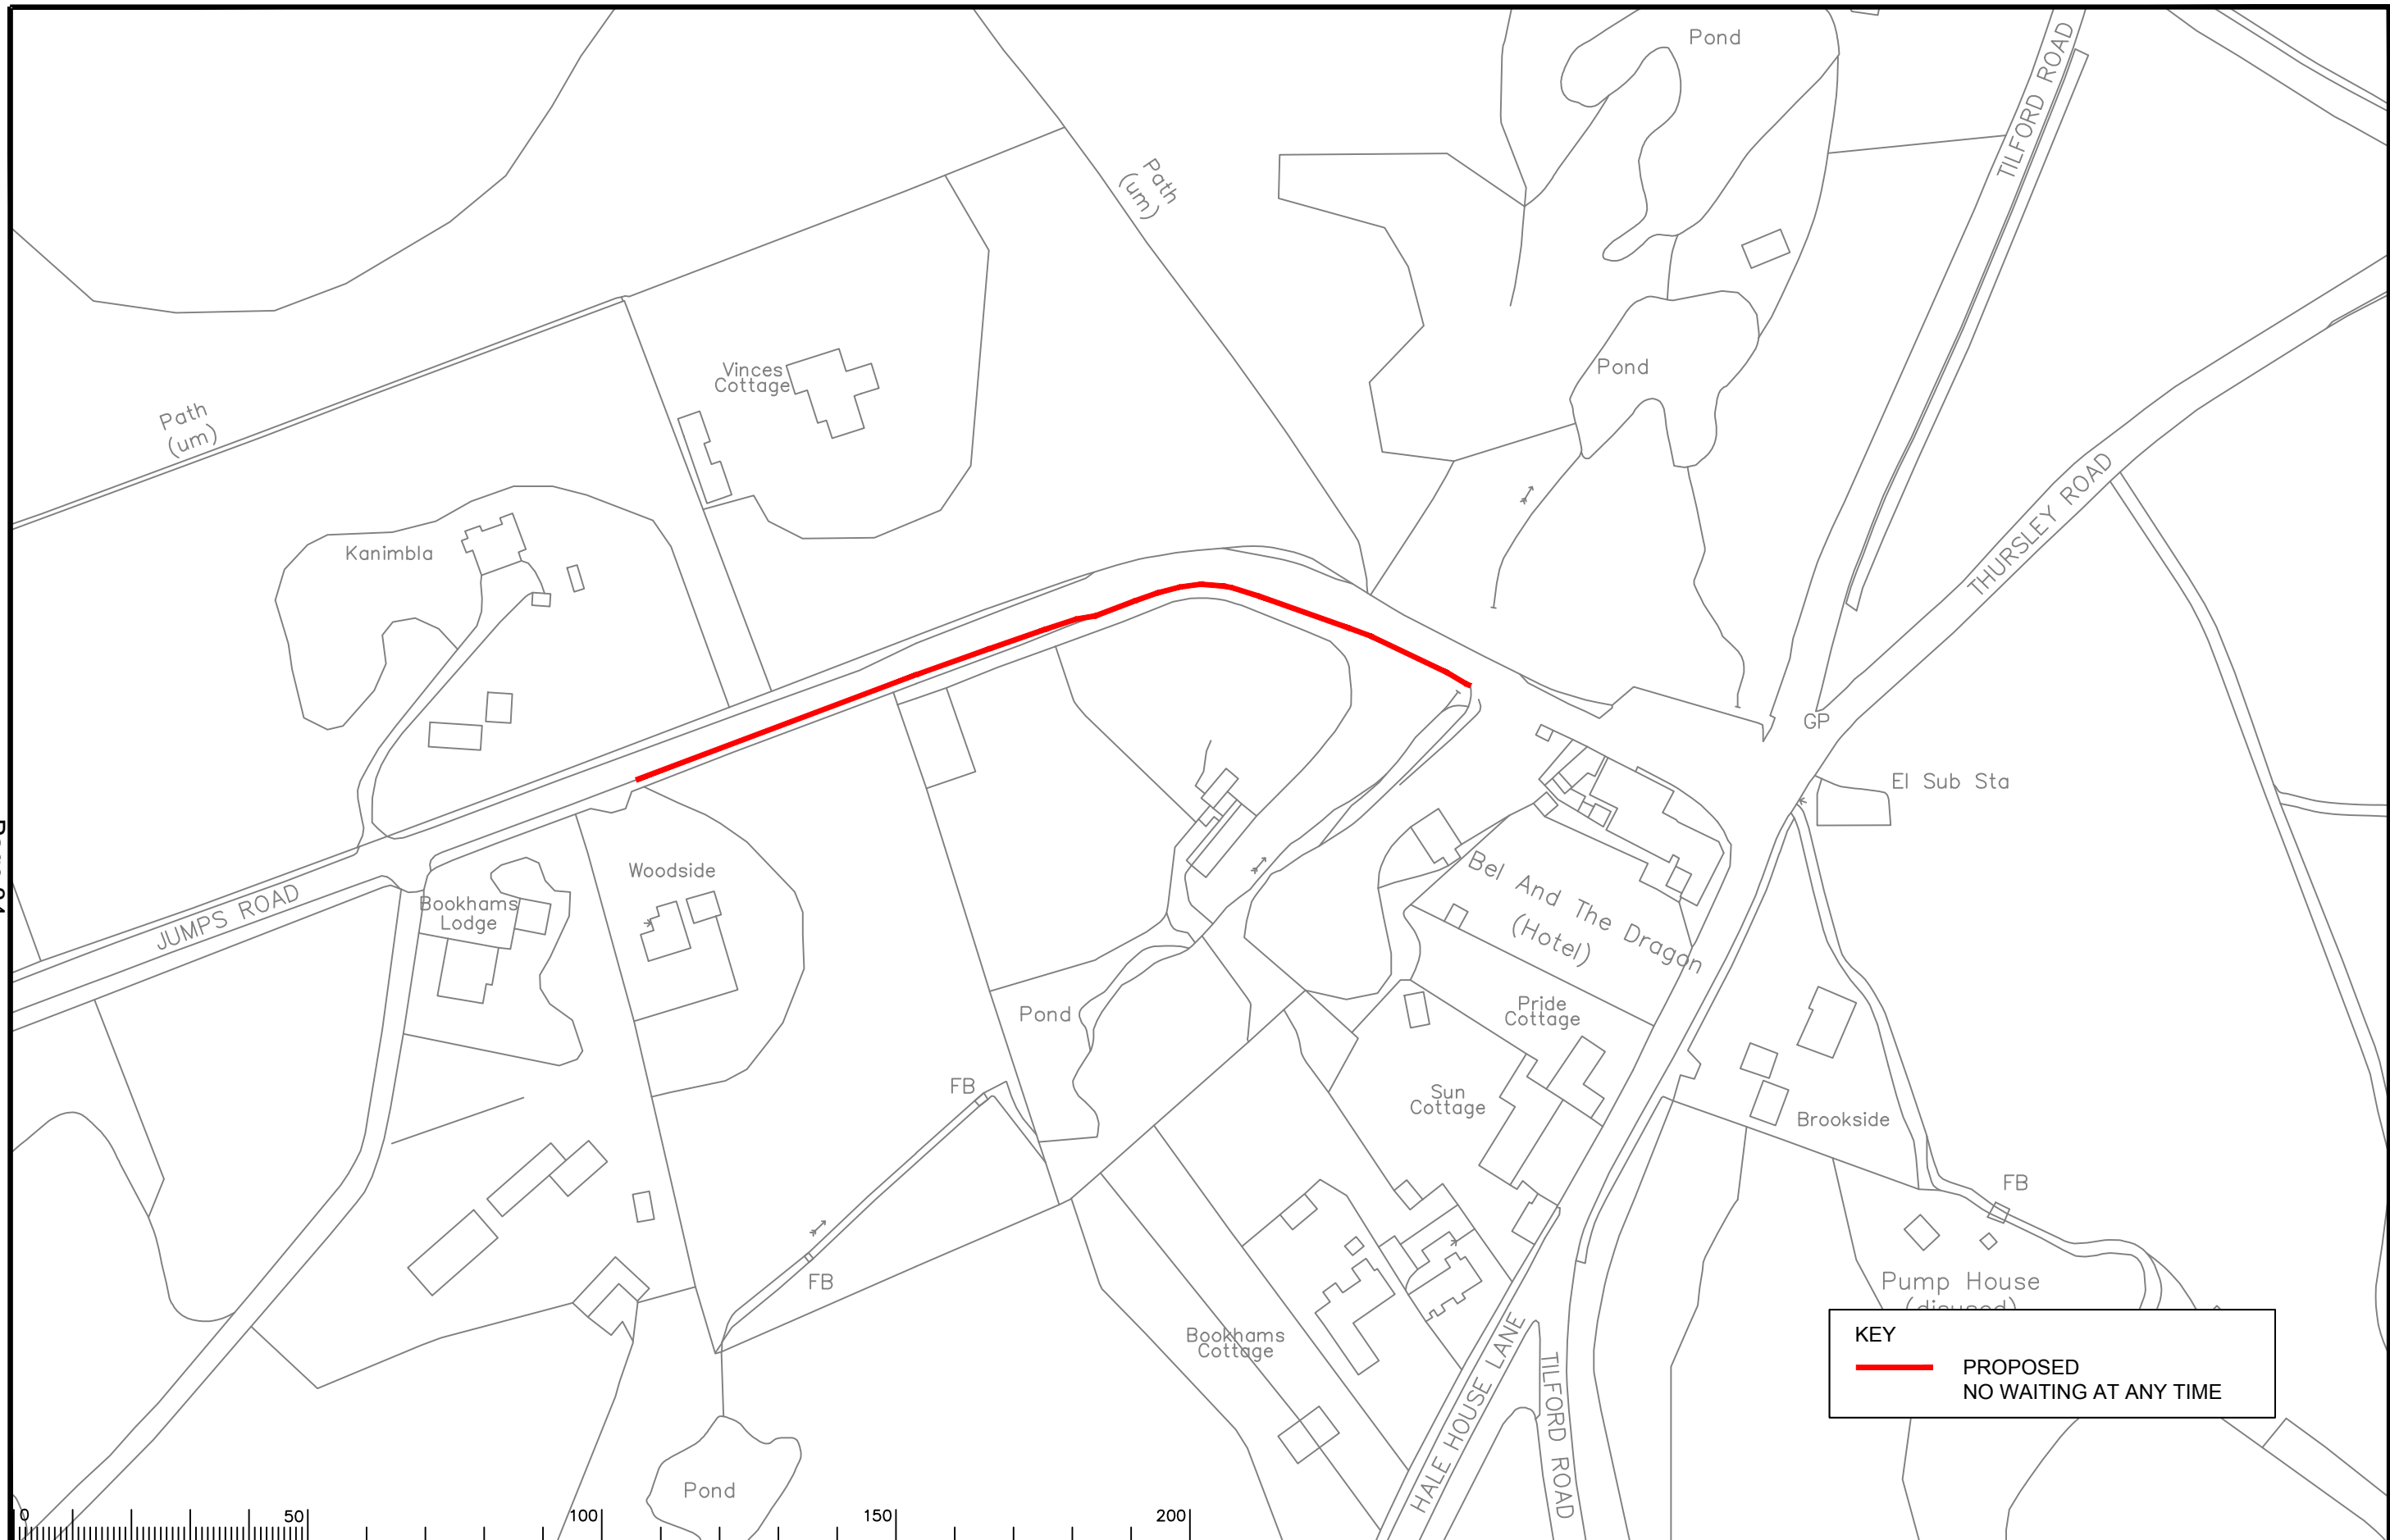 Pond
TILFORD ROAD
Path
(um)
Vinces
Cottage
Pond
Path
(um)
THURSLEY ROAD
Kanimbla
GP
El Sub Sta
Woodside
Bookhams
Lodge
JUMPS ROAD
Bel And The Dragon
(Hotel)
Pond
Pride
Cottage
FB
Sun
Cottage
Brookside
FB
FB
Pump House
(disused)
Bookhams
Cottage
HALE HOUSE LANE
TILFORD ROAD
KEY
PROPOSED
NO WAITING AT ANY TIME
Pond
0 50 100 150 200